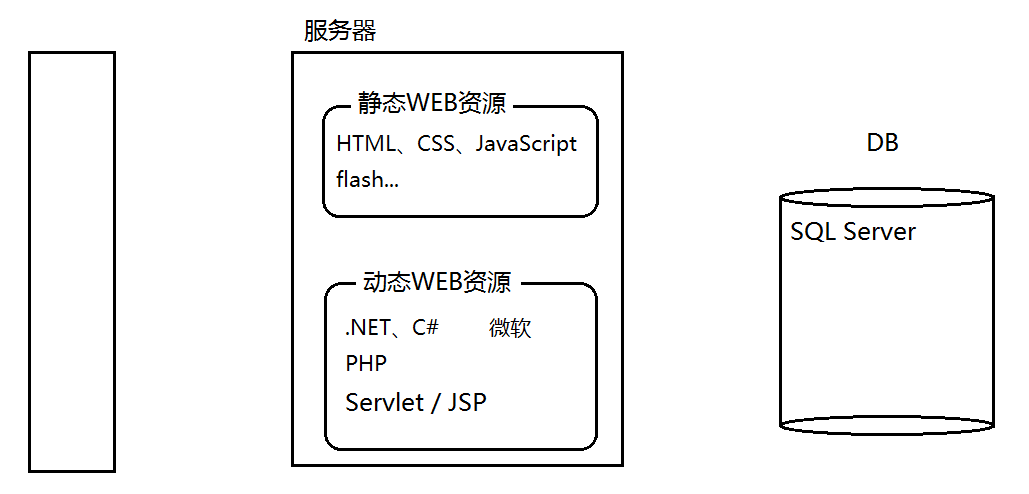 服务器
静态WEB资源
HTML、CSS、JavaScript
flash...
动态WEB资源
.NET、C# 微软
PHP
Servlet / JSP
DB
SQL Server